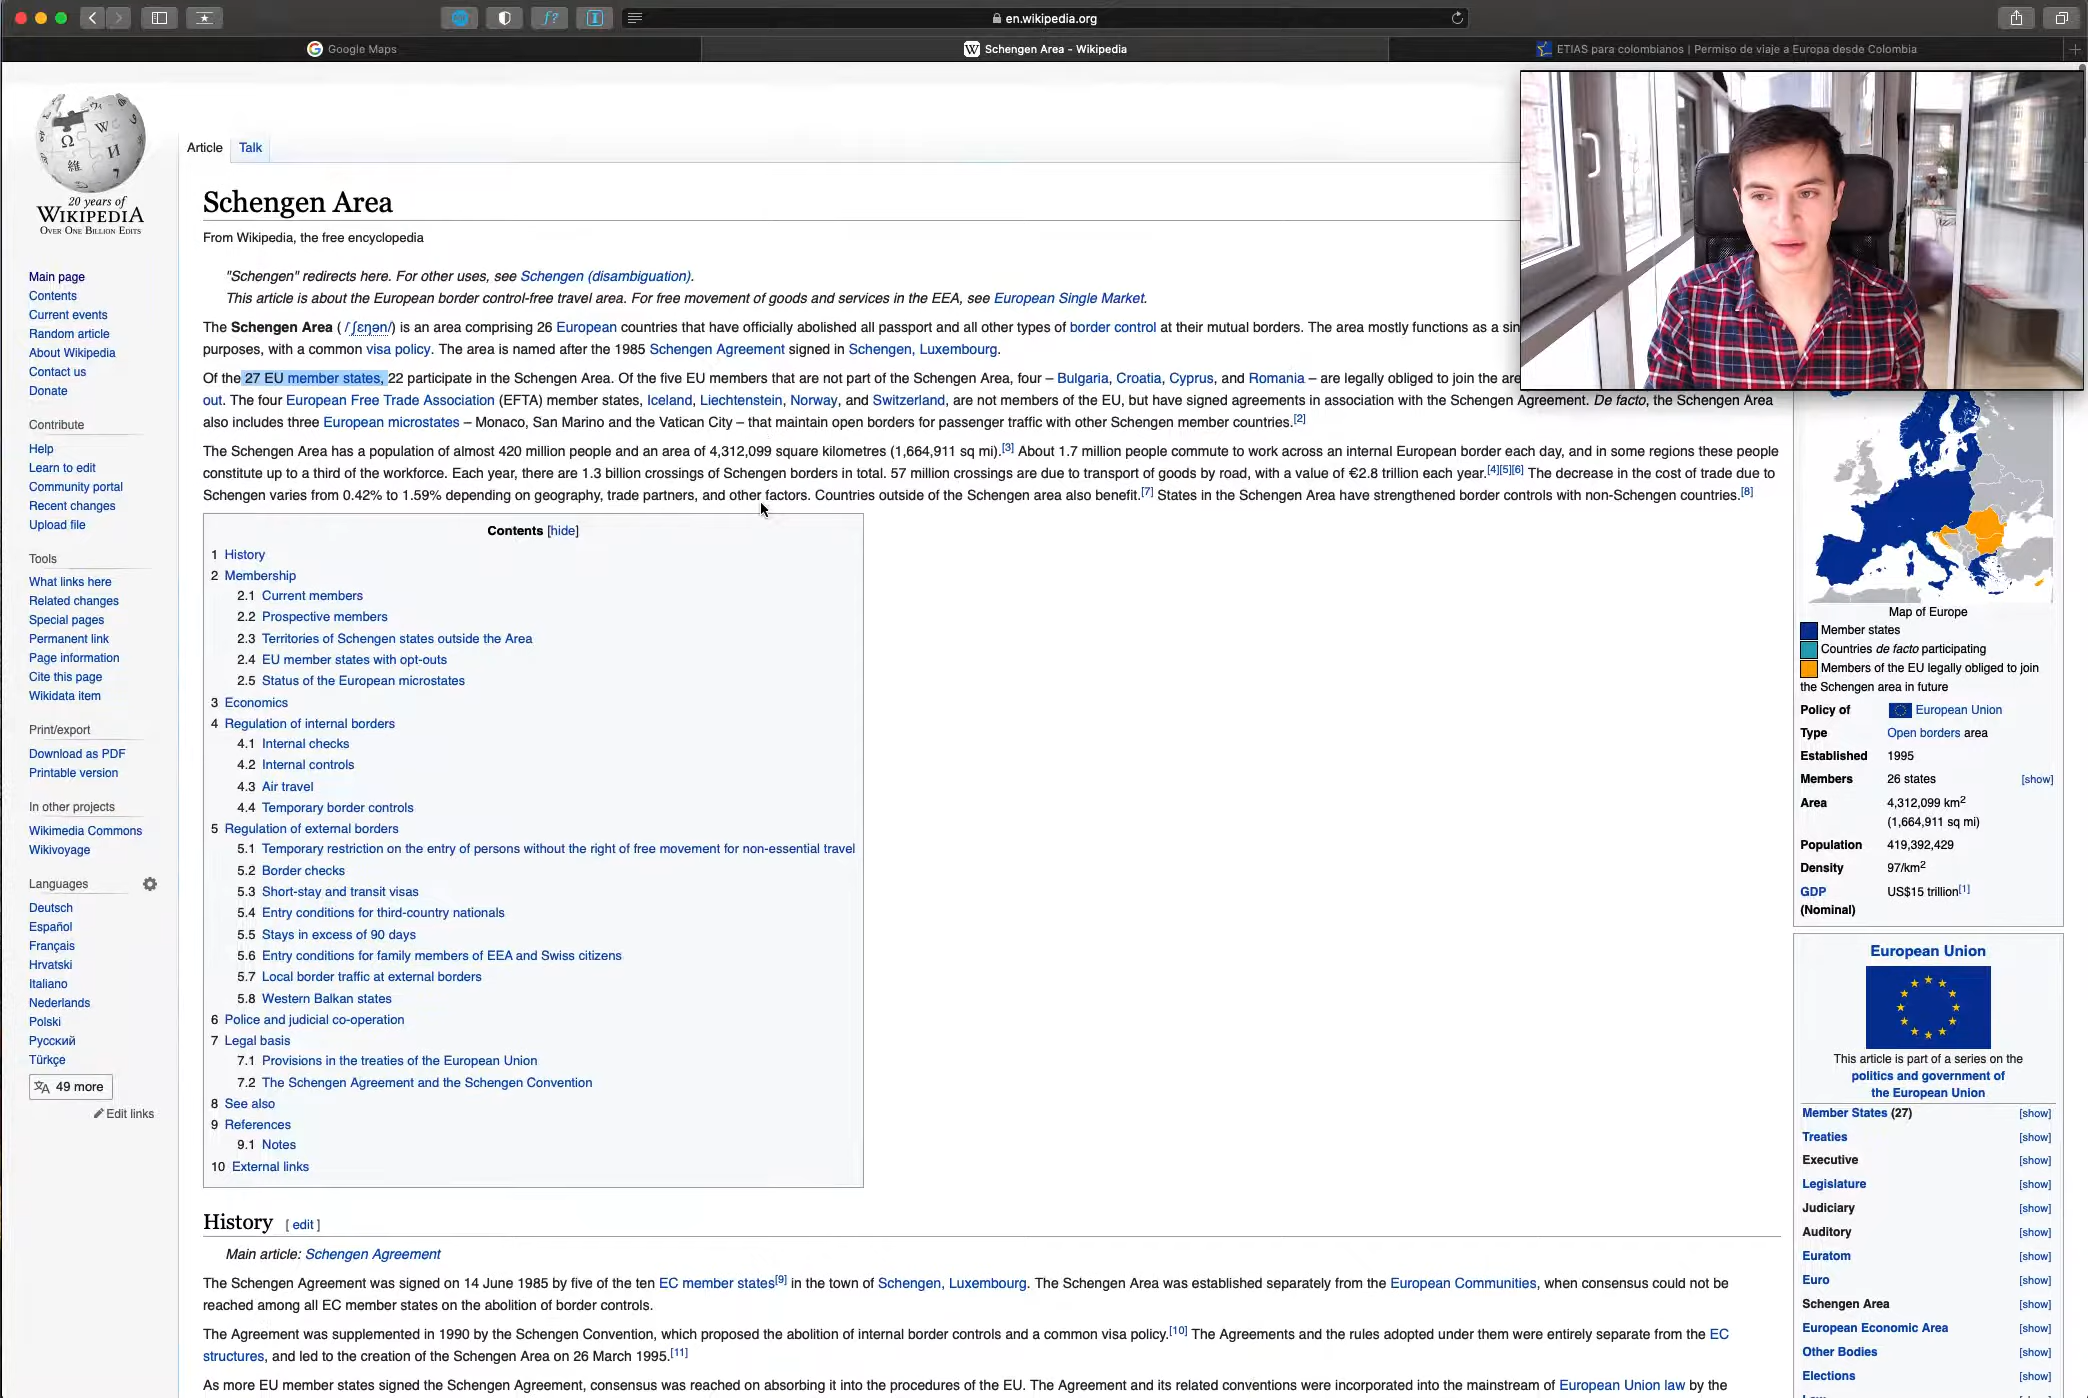 en.wikipedia.org
Google Maps
Schengen Area - Wikipedia
ETIAS para colombianos | Permiso de viaje a Europa desde Colombia
20 years of
WIKIPEDIA
OVER ONE BILLION EDITS
Main page
Contents
Current events
Random article
About Wikipedia
Contact us
Donate
Contribute
Help
Learn to edit
Community portal
Recent changes
Upload file
Tools
What links here
Related changes
Special pages
Permanent link
Page information
Cite this page
Wikidata item
Print/export
Download as PDF
Printable version
In other projects
Wikimedia Commons
Wikivoyage
Languages
Deutsch
Español
Français
Hrvatski
Italiano
Nederlands
Polski
Русский
Türkçe
49 more
Edit links
Article Talk
Schengen Area
From Wikipedia, the free encyclopedia
"Schengen" redirects here. For other uses, see Schengen (disambiguation).
This article is about the European border control-free travel area. For free movement of goods and services in the EEA, see European Single Market.
The Schengen Area (/ˈʃɛŋən/) is an area comprising 26 European countries that have officially abolished all passport and all other types of border control at their mutual borders. The area mostly functions as a sin
purposes, with a common visa policy. The area is named after the 1985 Schengen Agreement signed in Schengen, Luxembourg.
Of the 27 EU member states, 22 participate in the Schengen Area. Of the five EU members that are not part of the Schengen Area, four – Bulgaria, Croatia, Cyprus, and Romania – are legally obliged to join the are
out. The four European Free Trade Association (EFTA) member states, Iceland, Liechtenstein, Norway, and Switzerland, are not members of the EU, but have signed agreements in association with the Schengen Agreement. De facto, the Schengen Area
also includes three European microstates – Monaco, San Marino and the Vatican City – that maintain open borders for passenger traffic with other Schengen member countries.[2]
The Schengen Area has a population of almost 420 million people and an area of 4,312,099 square kilometres (1,664,911 sq mi).[3] About 1.7 million people commute to work across an internal European border each day, and in some regions these people
constitute up to a third of the workforce. Each year, there are 1.3 billion crossings of Schengen borders in total. 57 million crossings are due to transport of goods by road, with a value of €2.8 trillion each year.[4][5][6] The decrease in the cost of trade due to
Schengen varies from 0.42% to 1.59% depending on geography, trade partners, and other factors. Countries outside of the Schengen area also benefit.[7] States in the Schengen Area have strengthened border controls with non-Schengen countries.[8]
Contents [hide]
1 History
2 Membership
2.1 Current members
2.2 Prospective members
2.3 Territories of Schengen states outside the Area
2.4 EU member states with opt-outs
2.5 Status of the European microstates
3 Economics
4 Regulation of internal borders
4.1 Internal checks
4.2 Internal controls
4.3 Air travel
4.4 Temporary border controls
5 Regulation of external borders
5.1 Temporary restriction on the entry of persons without the right of free movement for non-essential travel
5.2 Border checks
5.3 Short-stay and transit visas
5.4 Entry conditions for third-country nationals
5.5 Stays in excess of 90 days
5.6 Entry conditions for family members of EEA and Swiss citizens
5.7 Local border traffic at external borders
5.8 Western Balkan states
6 Police and judicial co-operation
7 Legal basis
7.1 Provisions in the treaties of the European Union
7.2 The Schengen Agreement and the Schengen Convention
8 See also
9 References
9.1 Notes
10 External links
History [ edit ]
Main article: Schengen Agreement
The Schengen Agreement was signed on 14 June 1985 by five of the ten EC member states[9] in the town of Schengen, Luxembourg. The Schengen Area was established separately from the European Communities, when consensus could not be
reached among all EC member states on the abolition of border controls.
The Agreement was supplemented in 1990 by the Schengen Convention, which proposed the abolition of internal border controls and a common visa policy.[10] The Agreements and the rules adopted under them were entirely separate from the EC
structures, and led to the creation of the Schengen Area on 26 March 1995.[11]
As more EU member states signed the Schengen Agreement, consensus was reached on absorbing it into the procedures of the EU. The Agreement and its related conventions were incorporated into the mainstream of European Union law by the
Map of Europe
Member states
Countries de facto participating
Members of the EU legally obliged to join
the Schengen area in future
Policy of European Union
Type Open borders area
Established 1995
Members 26 states [show]
Area 4,312,099 km2
(1,664,911 sq mi)
Population 419,392,429
Density 97/km2
GDP US$15 trillion[1]
(Nominal)
European Union
This article is part of a series on the
politics and government of
the European Union
Member States (27) [show]
Treaties [show]
Executive [show]
Legislature [show]
Judiciary [show]
Auditory [show]
Euratom [show]
Euro [show]
Schengen Area [show]
European Economic Area [show]
Other Bodies [show]
Elections [show]